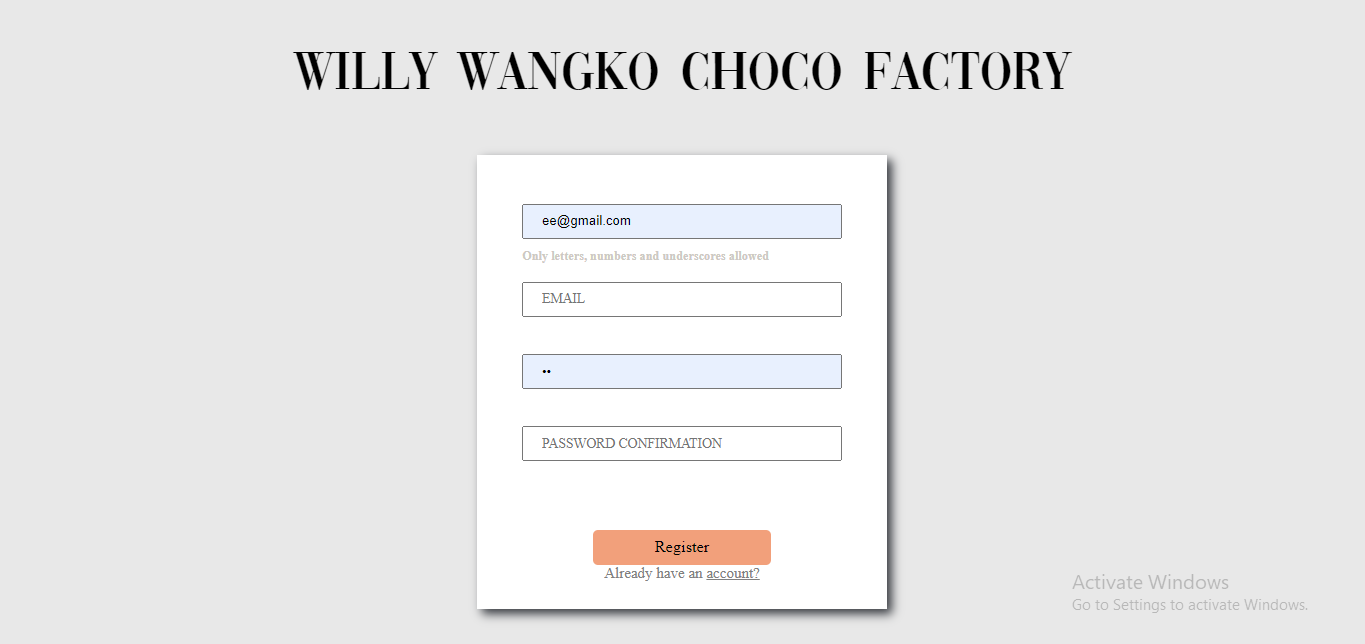 WILLY WANGKO CHOCO FACTORY
ee@gmail.com
Only letters, numbers and underscores allowed
EMAIL
••
PASSWORD CONFIRMATION
Register
Already have an account?
Activate Windows
Go to Settings to activate Windows.